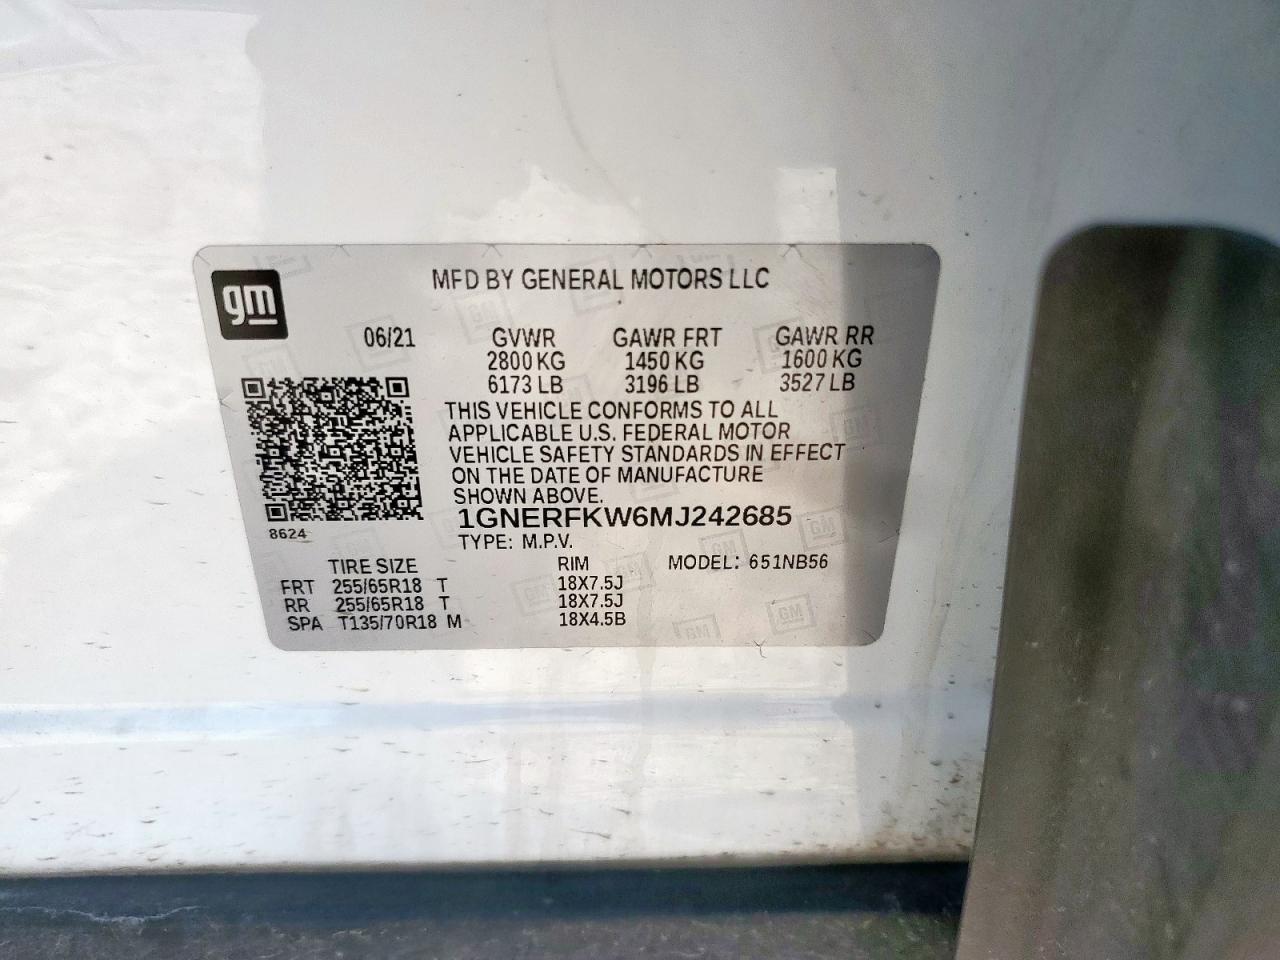 gm
MFD BY GENERAL MOTORS LLC
06/21 GVWR GAWR FRT GAWR RR
2800 KG 1450 KG 1600 KG
6173 LB 3196 LB 3527 LB
THIS VEHICLE CONFORMS TO ALL
APPLICABLE U.S. FEDERAL MOTOR
VEHICLE SAFETY STANDARDS IN EFFECT
ON THE DATE OF MANUFACTURE
SHOWN ABOVE.
1GNERFKW6MJ242685
8624
TYPE: M.P.V.
TIRE SIZE RIM MODEL: 651NB56
FRT 255/65R18 T 18X7.5J
RR 255/65R18 T 18X7.5J
SPA T135/70R18 M 18X4.5B